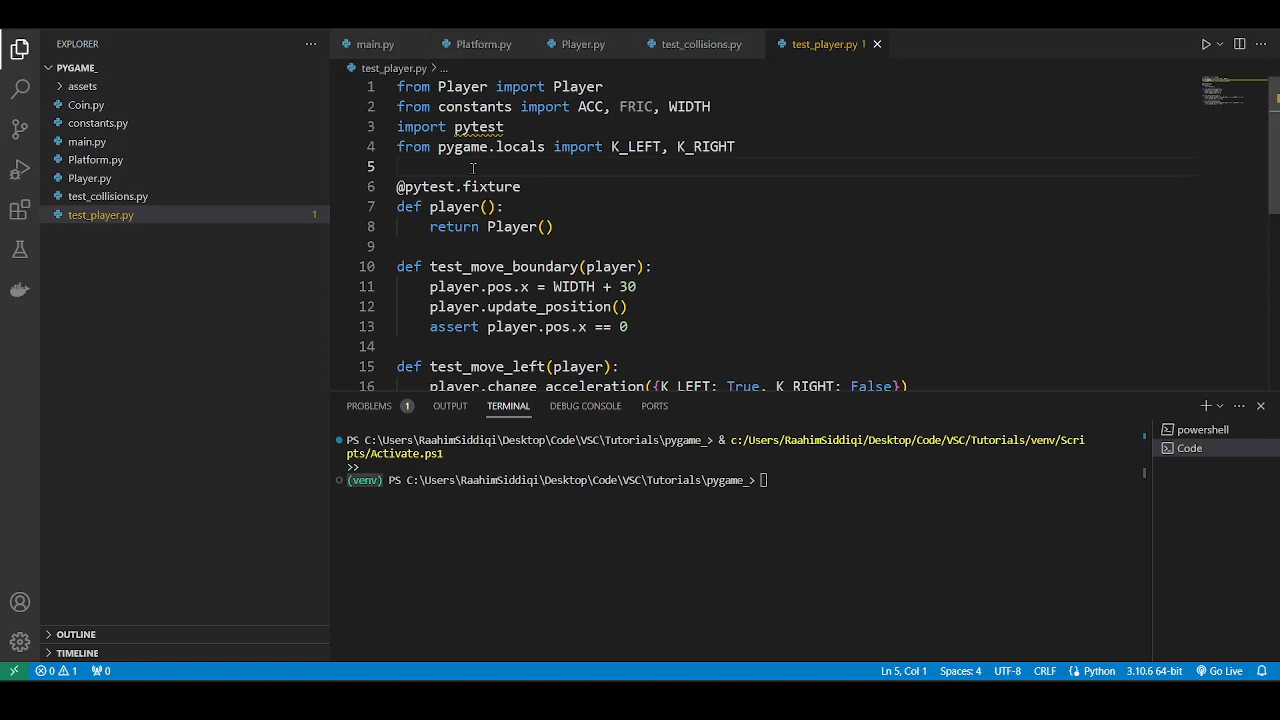 EXPLORER
PYGAME_
assets
Coin.py
constants.py
main.py
Platform.py
Player.py
test_collisions.py
test_player.py 1
OUTLINE
TIMELINE
main.py Platform.py Player.py test_collisions.py test_player.py 1
test_player.py > ...
1 from Player import Player
2 from constants import ACC, FRIC, WIDTH
3 import pytest
4 from pygame.locals import K_LEFT, K_RIGHT
5
6 @pytest.fixture
7 def player():
8 return Player()
9
10 def test_move_boundary(player):
11 player.pos.x = WIDTH + 30
12 player.update_position()
13 assert player.pos.x == 0
14
15 def test_move_left(player):
16 player.change_acceleration({K_LEFT: True, K_RIGHT: False})
PROBLEMS 1 OUTPUT TERMINAL DEBUG CONSOLE PORTS
PS C:\Users\RaahimSiddiqi\Desktop\Code\VSC\Tutorials\pygame_> & c:/Users/RaahimSiddiqi/Desktop/Code/VSC/Tutorials/venv/Scri
pts/Activate.ps1
>>
(venv) PS C:\Users\RaahimSiddiqi\Desktop\Code\VSC\Tutorials\pygame_>
powershell
Code
0 1 0 Ln 5, Col 1 Spaces: 4 UTF-8 CRLF Python 3.10.6 64-bit Go Live